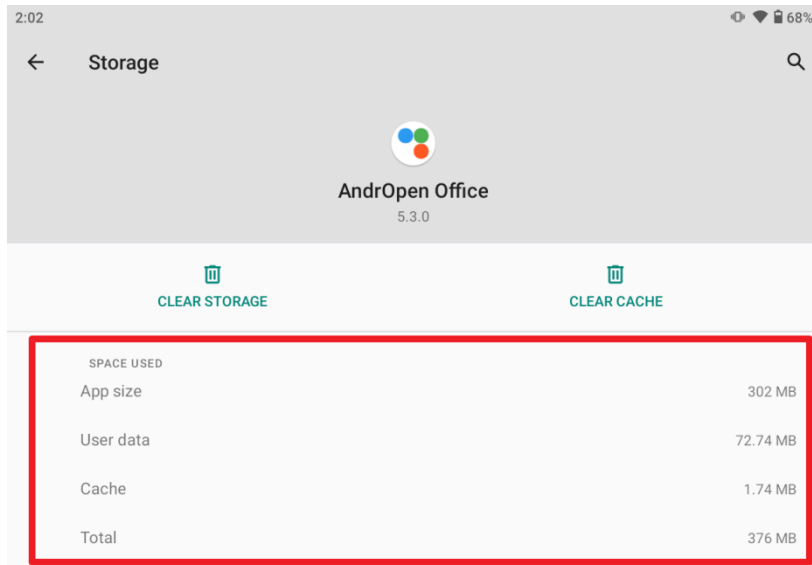 2:02 68%
Storage
AndrOpen Office
5.3.0
CLEAR STORAGE CLEAR CACHE
SPACE USED
App size 302 MB
User data 72.74 MB
Cache 1.74 MB
Total 376 MB